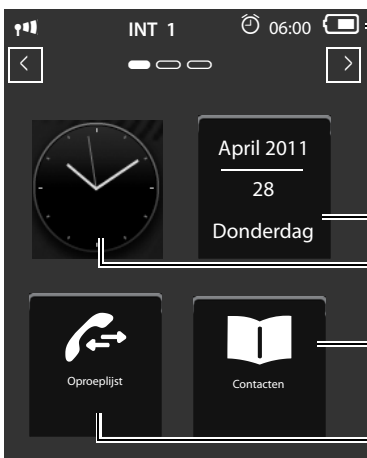 INT 1 06:00
April 2011
28
Donderdag
Oproeplijst
Contacten